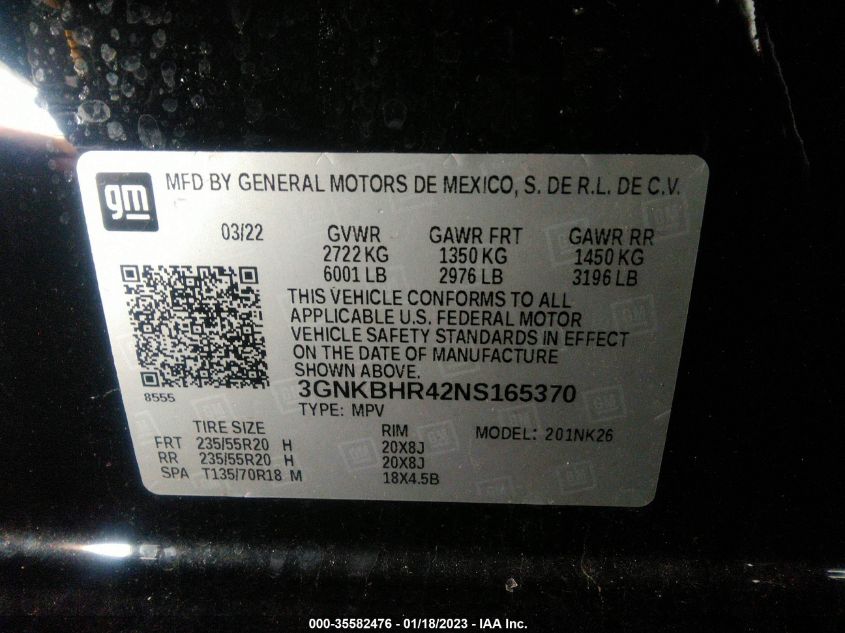 gm MFD BY GENERAL MOTORS DE MEXICO, S. DE R.L. DE C.V.
03/22 GVWR GAWR FRT GAWR RR
2722 KG 1350 KG 1450 KG
6001 LB 2976 LB 3196 LB
THIS VEHICLE CONFORMS TO ALL
APPLICABLE U.S. FEDERAL MOTOR
VEHICLE SAFETY STANDARDS IN EFFECT
ON THE DATE OF MANUFACTURE
SHOWN ABOVE.
8555 3GNKBHR42NS165370
TYPE: MPV
TIRE SIZE RIM MODEL: 201NK26
FRT 235/55R20 H 20X8J
RR 235/55R20 H 20X8J
SPA T135/70R18 M 18X4.5B
000-35582476 - 01/18/2023 - IAA Inc.